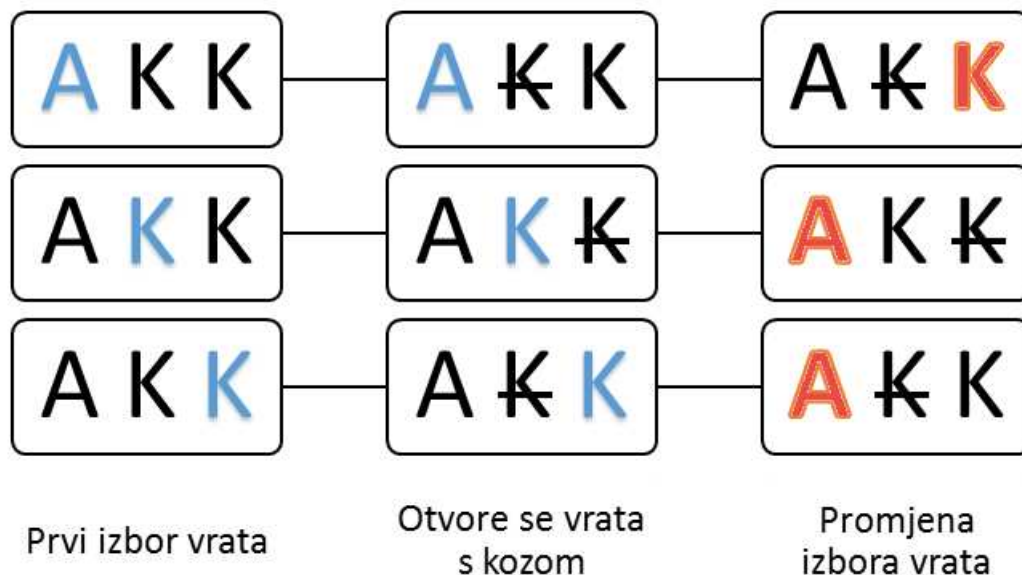 A K K
A K K
A K K
A K K
A K K
A K K
A K K
A K K
A K K
Prvi izbor vrata
Otvore se vrata
s kozom
Promjena
izbora vrata